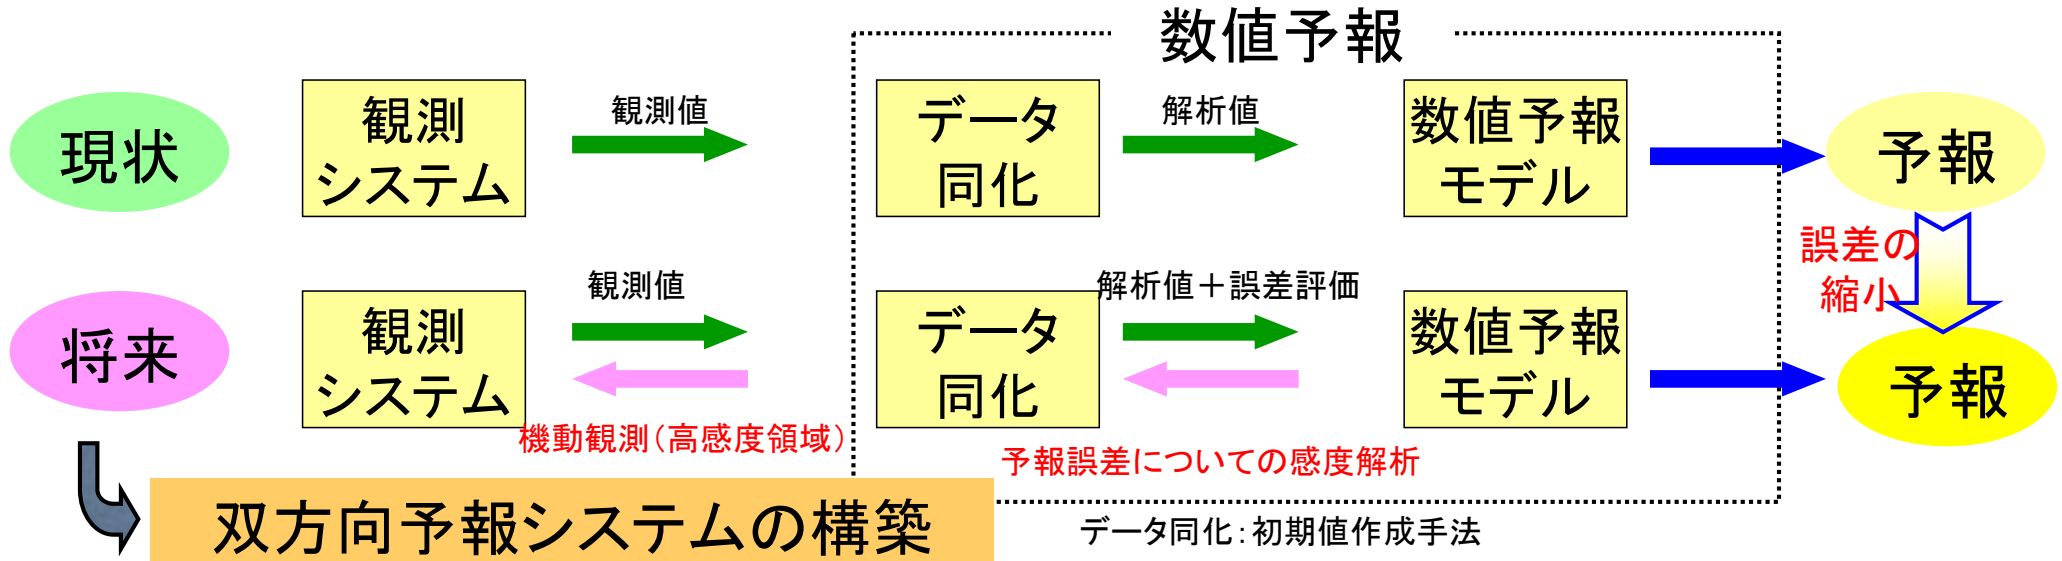 数値予報
現状
観測
システム
観測値
データ
同化
解析値
数値予報
モデル
予報
誤差の
縮小
将来
観測
システム
観測値
機動観測(高感度領域)
データ
同化
解析値＋誤差評価
予報誤差についての感度解析
数値予報
モデル
予報
双方向予報システムの構築
データ同化:初期値作成手法